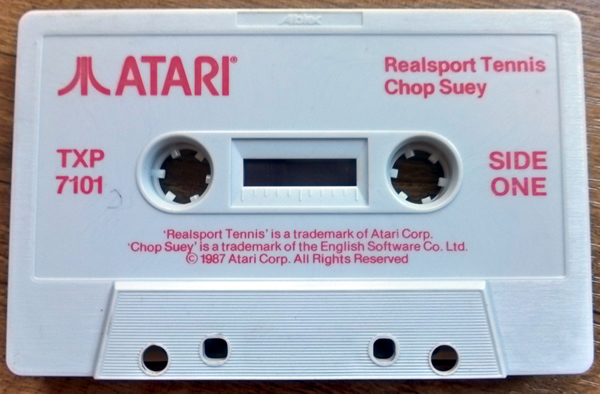 Ablex
ATARI®
Realsport Tennis
Chop Suey
TXP
7101
SIDE
ONE
'Realsport Tennis' is a trademark of Atari Corp.
'Chop Suey' is a trademark of the English Software Co. Ltd.
© 1987 Atari Corp. All Rights Reserved